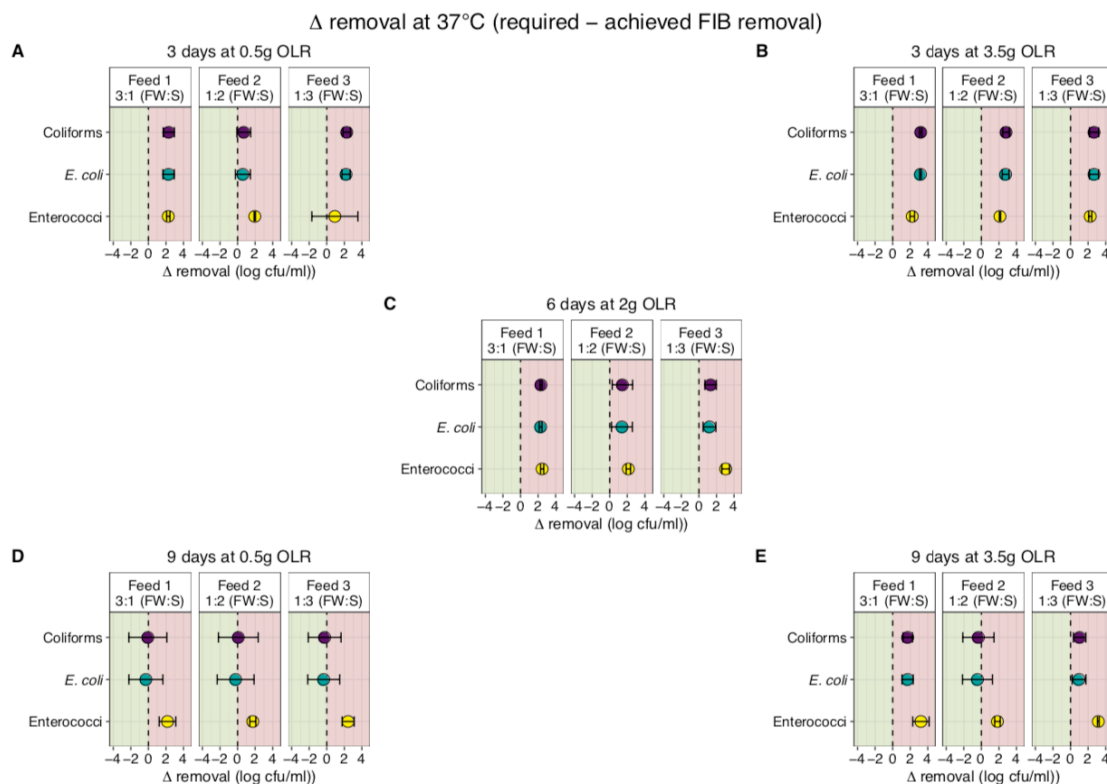 Δ removal at 37°C (required − achieved FIB removal)
A
3 days at 0.5g OLR
Feed 1
3:1 (FW:S)
Feed 2
1:2 (FW:S)
Feed 3
1:3 (FW:S)
Coliforms
E. coli
Enterococci
−4 −2 0 2 4 −4 −2 0 2 4 −4 −2 0 2 4
Δ removal (log cfu/ml))
B
3 days at 3.5g OLR
Feed 1
3:1 (FW:S)
Feed 2
1:2 (FW:S)
Feed 3
1:3 (FW:S)
Coliforms
E. coli
Enterococci
−4 −2 0 2 4 −4 −2 0 2 4 −4 −2 0 2 4
Δ removal (log cfu/ml))
C
6 days at 2g OLR
Feed 1
3:1 (FW:S)
Feed 2
1:2 (FW:S)
Feed 3
1:3 (FW:S)
Coliforms
E. coli
Enterococci
−4 −2 0 2 4 −4 −2 0 2 4 −4 −2 0 2 4
Δ removal (log cfu/ml))
D
9 days at 0.5g OLR
Feed 1
3:1 (FW:S)
Feed 2
1:2 (FW:S)
Feed 3
1:3 (FW:S)
Coliforms
E. coli
Enterococci
−4 −2 0 2 4 −4 −2 0 2 4 −4 −2 0 2 4
Δ removal (log cfu/ml))
E
9 days at 3.5g OLR
Feed 1
3:1 (FW:S)
Feed 2
1:2 (FW:S)
Feed 3
1:3 (FW:S)
Coliforms
E. coli
Enterococci
−4 −2 0 2 4 −4 −2 0 2 4 −4 −2 0 2 4
Δ removal (log cfu/ml))